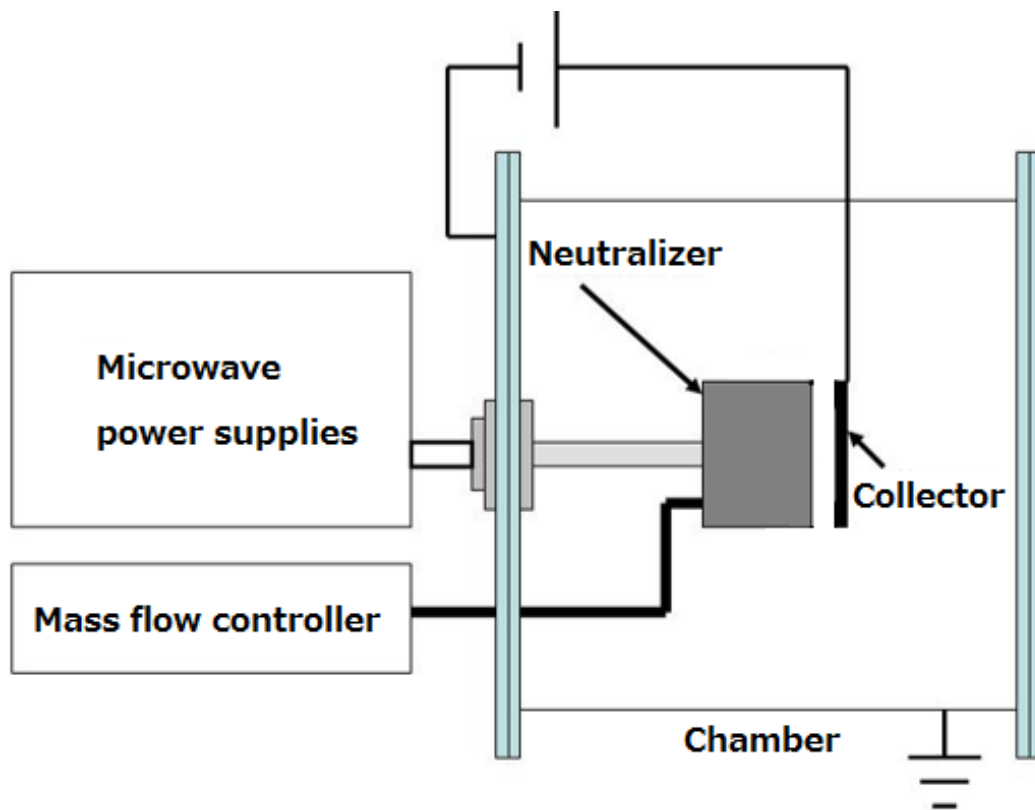 Neutralizer
Microwave
power supplies
Collector
Mass flow controller
Chamber